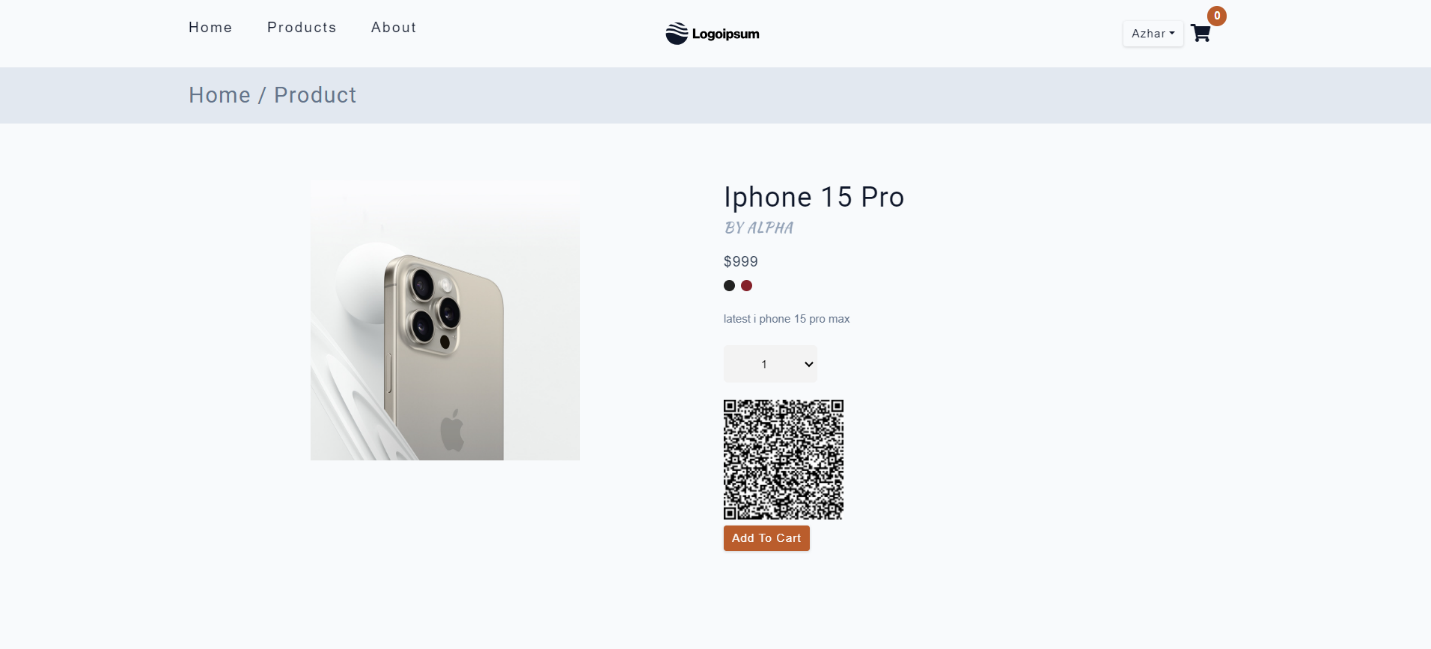 Home Products About
Logoipsum
Azhar
0
Home / Product
Iphone 15 Pro
BY ALPHA
$999
latest i phone 15 pro max
1
Add To Cart